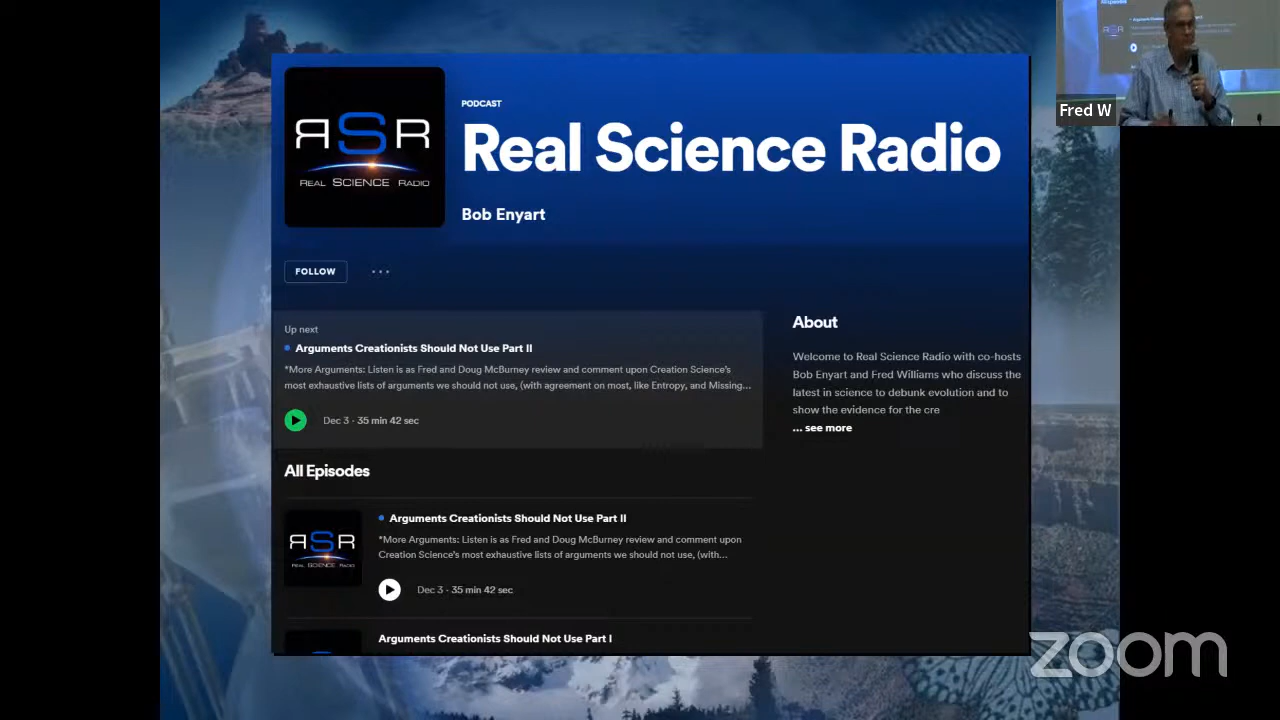 RSR
REAL SCIENCE RADIO
PODCAST
Real Science Radio
Bob Enyart
FOLLOW
...
Up next
Arguments Creationists Should Not Use Part II
*More Arguments: Listen is as Fred and Doug McBurney review and comment upon Creation Science's
most exhaustive lists of arguments we should not use, (with agreement on most, like Entropy, and Missing...
Dec 3 · 35 min 42 sec
About
Welcome to Real Science Radio with co-hosts
Bob Enyart and Fred Williams who discuss the
latest in science to debunk evolution and to
show the evidence for the cre
... see more
All Episodes
RSR
REAL SCIENCE RADIO
Arguments Creationists Should Not Use Part II
*More Arguments: Listen is as Fred and Doug McBurney review and comment upon
Creation Science's most exhaustive lists of arguments we should not use, (with...
Dec 3 · 35 min 42 sec
Arguments Creationists Should Not Use Part I
Fred W
zoom